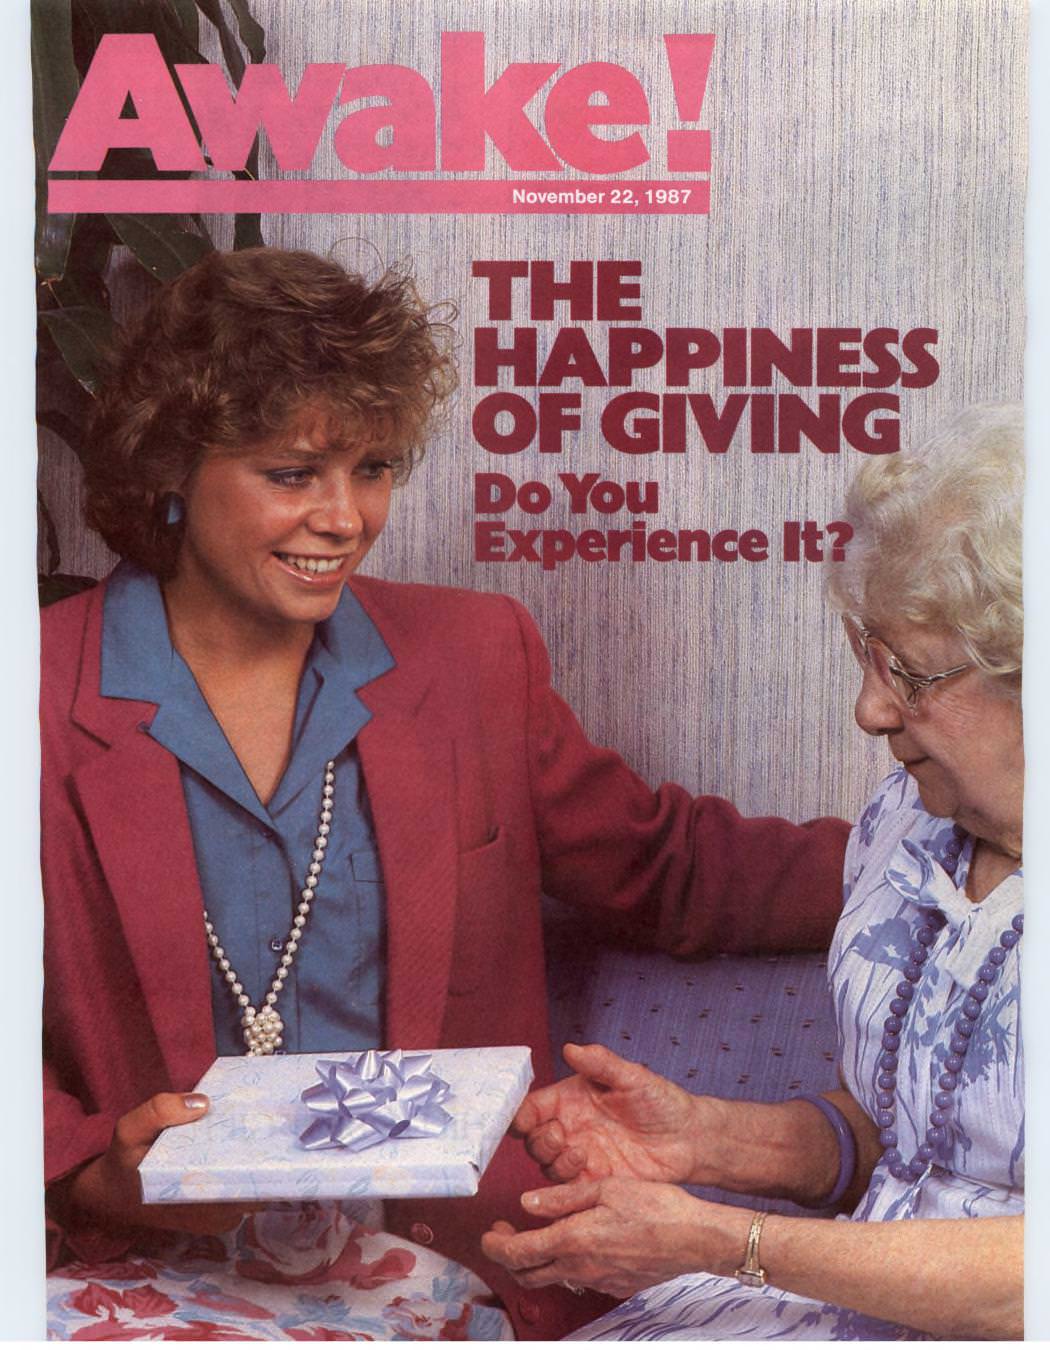 Awake!
November 22, 1987
THE
HAPPINESS
OF GIVING
Do You
Experience It?